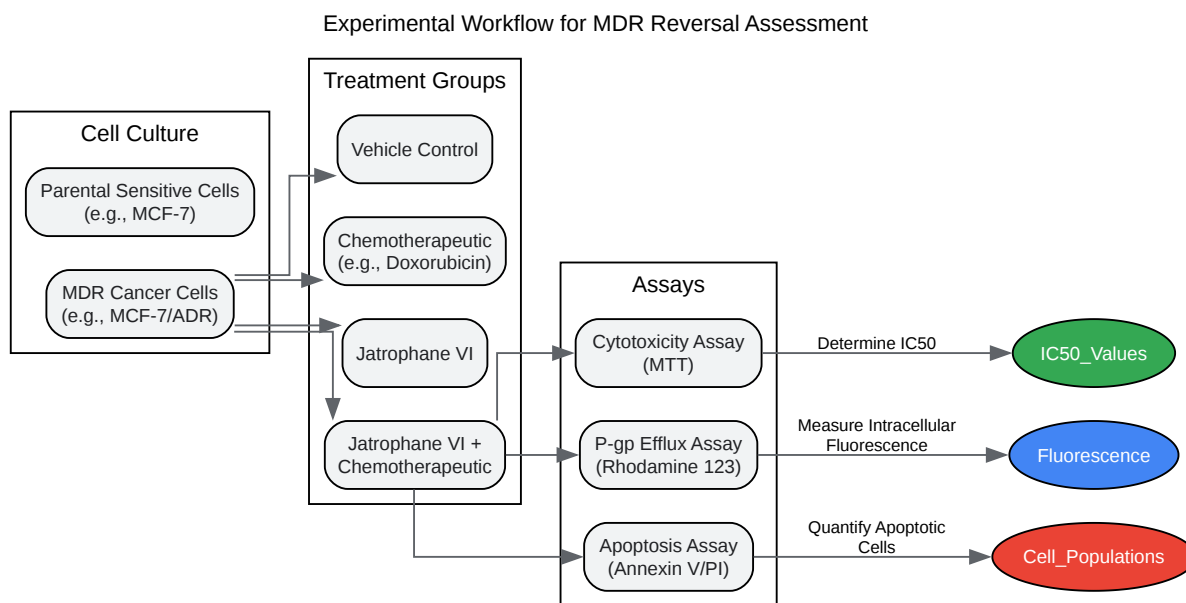 Experimental Workflow for MDR Reversal Assessment
Cell Culture
Parental Sensitive Cells
(e.g., MCF-7)
MDR Cancer Cells
(e.g., MCF-7/ADR)
Treatment Groups
Vehicle Control
Chemotherapeutic
(e.g., Doxorubicin)
Jatrophane VI
Jatrophane VI +
Chemotherapeutic
Assays
Cytotoxicity Assay
(MTT)
P-gp Efflux Assay
(Rhodamine 123)
Apoptosis Assay
(Annexin V/PI)
Determine IC50
Measure Intracellular
Fluorescence
Quantify Apoptotic
Cells
IC50_Values
Fluorescence
Cell_Populations